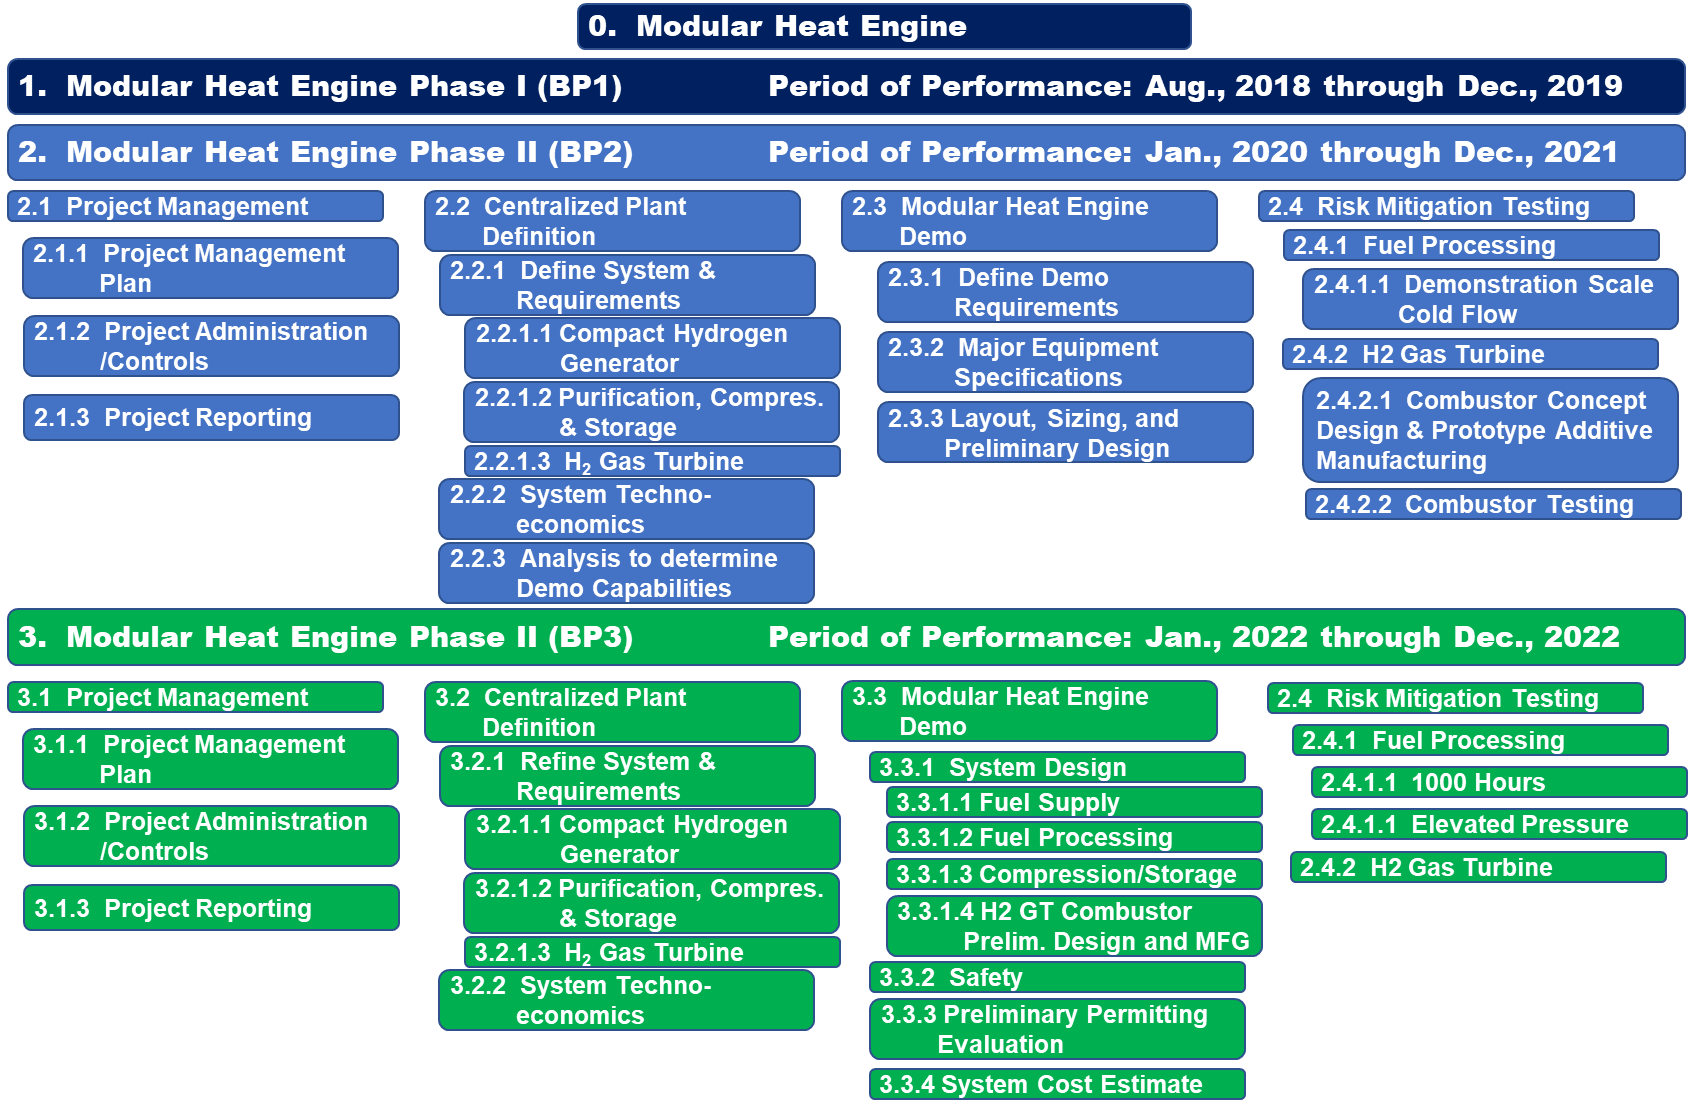 0.  Modular Heat Engine
1.  Modular Heat Engine Phase I (BP1)  Period of Performance: Aug., 2018 through Dec., 2019
2.  Modular Heat Engine Phase II (BP2)  Period of Performance: Jan., 2020 through Dec., 2021
2.1  Project Management
2.1.1  Project Management
Plan
2.1.2  Project Administration
/Controls
2.1.3  Project Reporting
2.2  Centralized Plant
Definition
2.2.1  Define System &
Requirements
2.2.1.1 Compact Hydrogen
Generator
2.2.1.2 Purification, Compres.
& Storage
2.2.1.3  H₂ Gas Turbine
2.2.2  System Techno-
economics
2.2.3  Analysis to determine
Demo Capabilities
2.3  Modular Heat Engine
Demo
2.3.1  Define Demo
Requirements
2.3.2  Major Equipment
Specifications
2.3.3 Layout, Sizing, and
Preliminary Design
2.4  Risk Mitigation Testing
2.4.1  Fuel Processing
2.4.1.1  Demonstration Scale
Cold Flow
2.4.2  H2 Gas Turbine
2.4.2.1  Combustor Concept
Design & Prototype Additive
Manufacturing
2.4.2.2  Combustor Testing
3.  Modular Heat Engine Phase II (BP3)  Period of Performance: Jan., 2022 through Dec., 2022
3.1  Project Management
3.1.1  Project Management
Plan
3.1.2  Project Administration
/Controls
3.1.3  Project Reporting
3.2  Centralized Plant
Definition
3.2.1  Refine System &
Requirements
3.2.1.1 Compact Hydrogen
Generator
3.2.1.2 Purification, Compres.
& Storage
3.2.1.3  H₂ Gas Turbine
3.2.2  System Techno-
economics
3.3  Modular Heat Engine
Demo
3.3.1  System Design
3.3.1.1 Fuel Supply
3.3.1.2 Fuel Processing
3.3.1.3 Compression/Storage
3.3.1.4 H2 GT Combustor
Prelim. Design and MFG
3.3.2  Safety
3.3.3 Preliminary Permitting
Evaluation
3.3.4 System Cost Estimate
2.4  Risk Mitigation Testing
2.4.1  Fuel Processing
2.4.1.1  1000 Hours
2.4.1.1  Elevated Pressure
2.4.2  H2 Gas Turbine